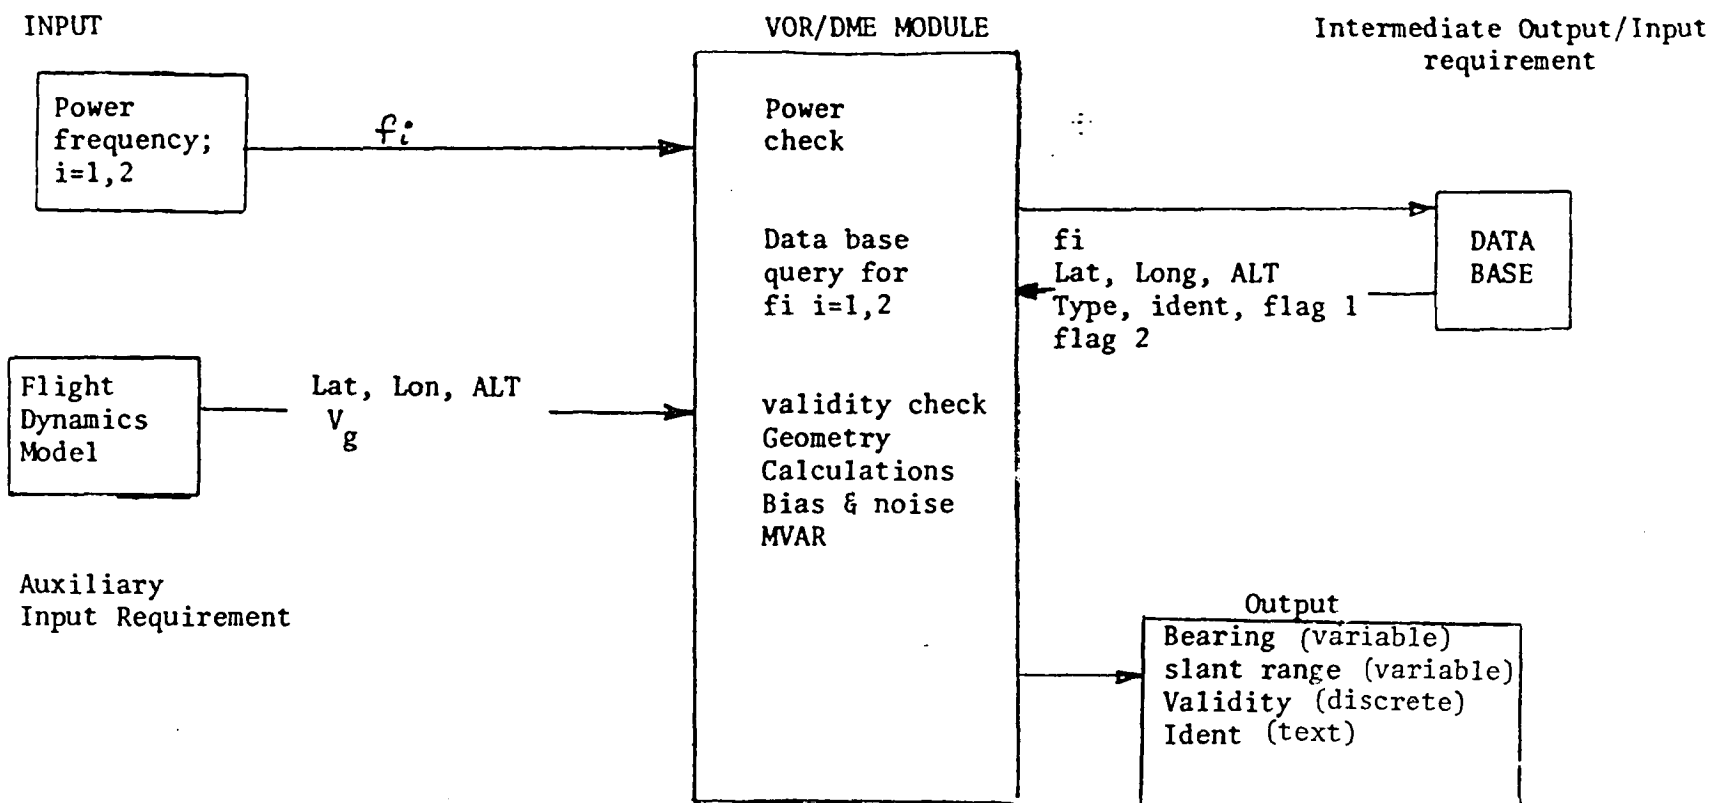 INPUT
VOR/DME MODULE
Intermediate Output/Input
requirement
Power
frequency;
i=1,2
fi
Power
check
Data base
query for
fi i=1,2
fi
Lat, Long, ALT
Type, ident, flag 1
flag 2
DATA
BASE
Flight
Dynamics
Model
Lat, Lon, ALT
Vg
validity check
Geometry
Calculations
Bias & noise
MVAR
Auxiliary
Input Requirement
Output
Bearing (variable)
slant range (variable)
Validity (discrete)
Ident (text)